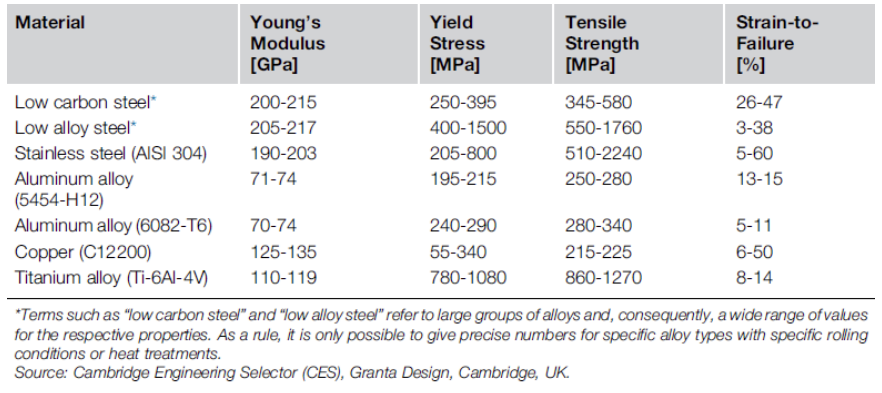 Material Young's Yield Tensile Strain-to-
Modulus Stress Strength Failure
[GPa] [MPa] [MPa] [%]
Low carbon steel* 200-215 250-395 345-580 26-47
Low alloy steel* 205-217 400-1500 550-1760 3-38
Stainless steel (AISI 304) 190-203 205-800 510-2240 5-60
Aluminum alloy 71-74 195-215 250-280 13-15
(5454-H12)
Aluminum alloy (6082-T6) 70-74 240-290 280-340 5-11
Copper (C12200) 125-135 55-340 215-225 6-50
Titanium alloy (Ti-6Al-4V) 110-119 780-1080 860-1270 8-14
*Terms such as “low carbon steel” and “low alloy steel” refer to large groups of alloys and, consequently, a wide range of values
for the respective properties. As a rule, it is only possible to give precise numbers for specific alloy types with specific rolling
conditions or heat treatments.
Source: Cambridge Engineering Selector (CES), Granta Design, Cambridge, UK.